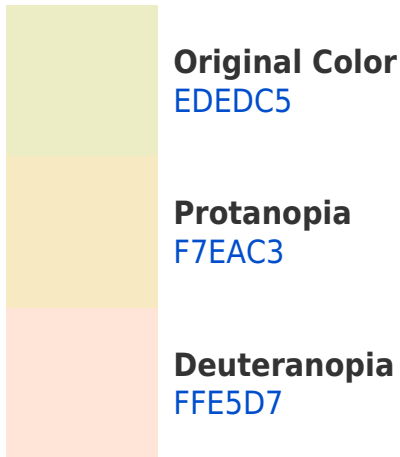 Original Color
EDEDC5
Protanopia
F7EAC3
Deuteranopia
FFE5D7